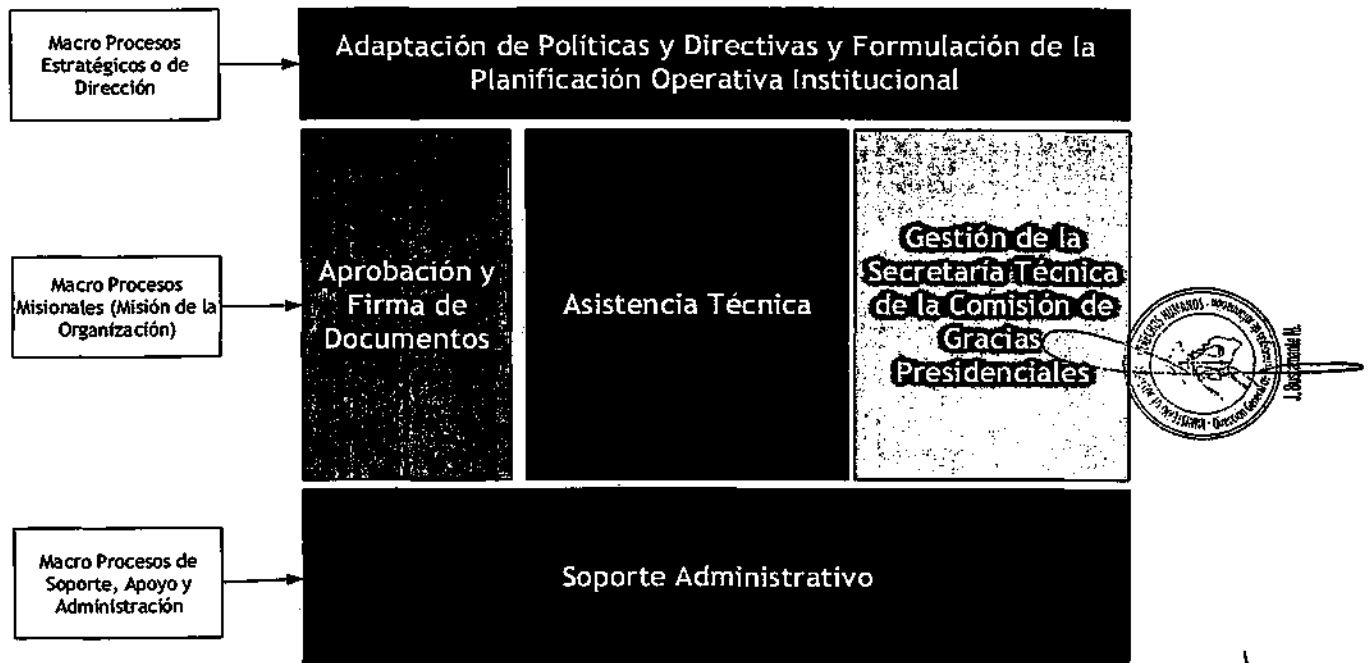 Macro Procesos
Estratégicos o de
Dirección
Adaptación de Políticas y Directivas y Formulación de la
Planificación Operativa Institucional
Macro Procesos
Misionales (Misión de la
Organización)
Aprobación y
Firma de
Documentos
Asistencia Técnica
Gestión de la
Secretaría Técnica
de la Comisión de
Gracias
Presidenciales
J. Bustamante M.
Macro Procesos de
Soporte, Apoyo y
Administración
Soporte Administrativo